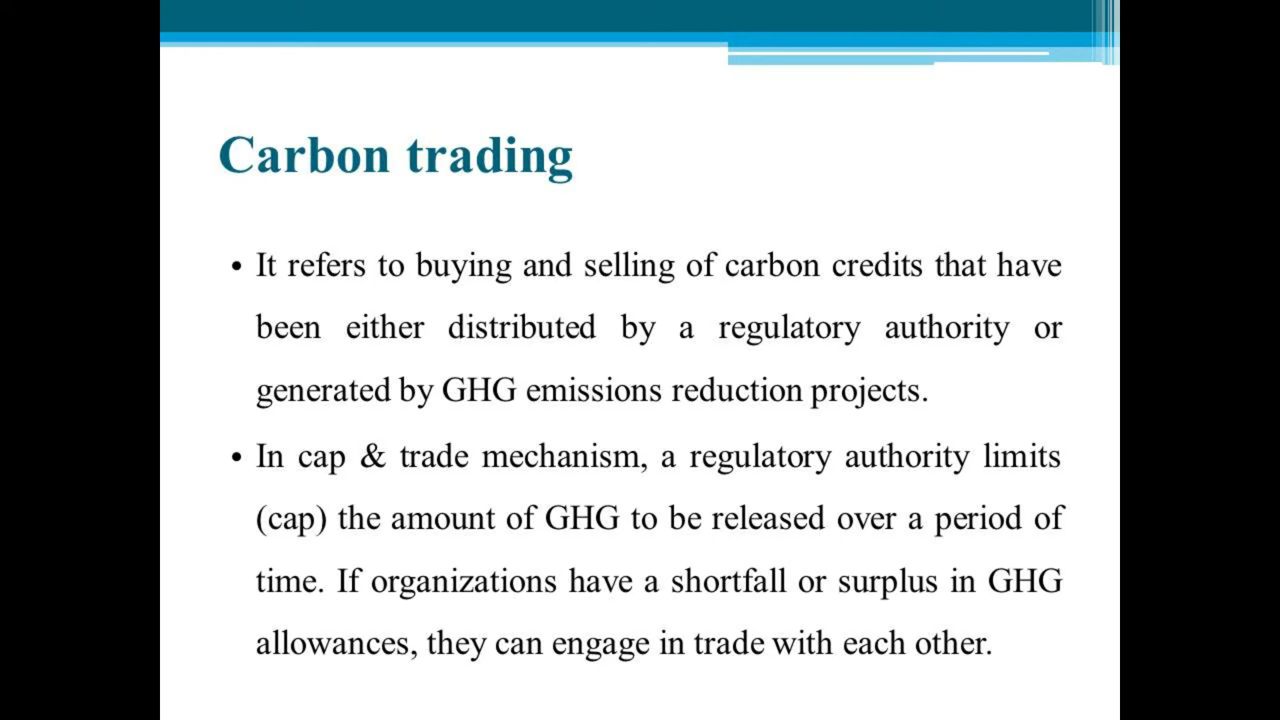 Carbon trading
• It refers to buying and selling of carbon credits that have
been either distributed by a regulatory authority or
generated by GHG emissions reduction projects.
• In cap & trade mechanism, a regulatory authority limits
(cap) the amount of GHG to be released over a period of
time. If organizations have a shortfall or surplus in GHG
allowances, they can engage in trade with each other.